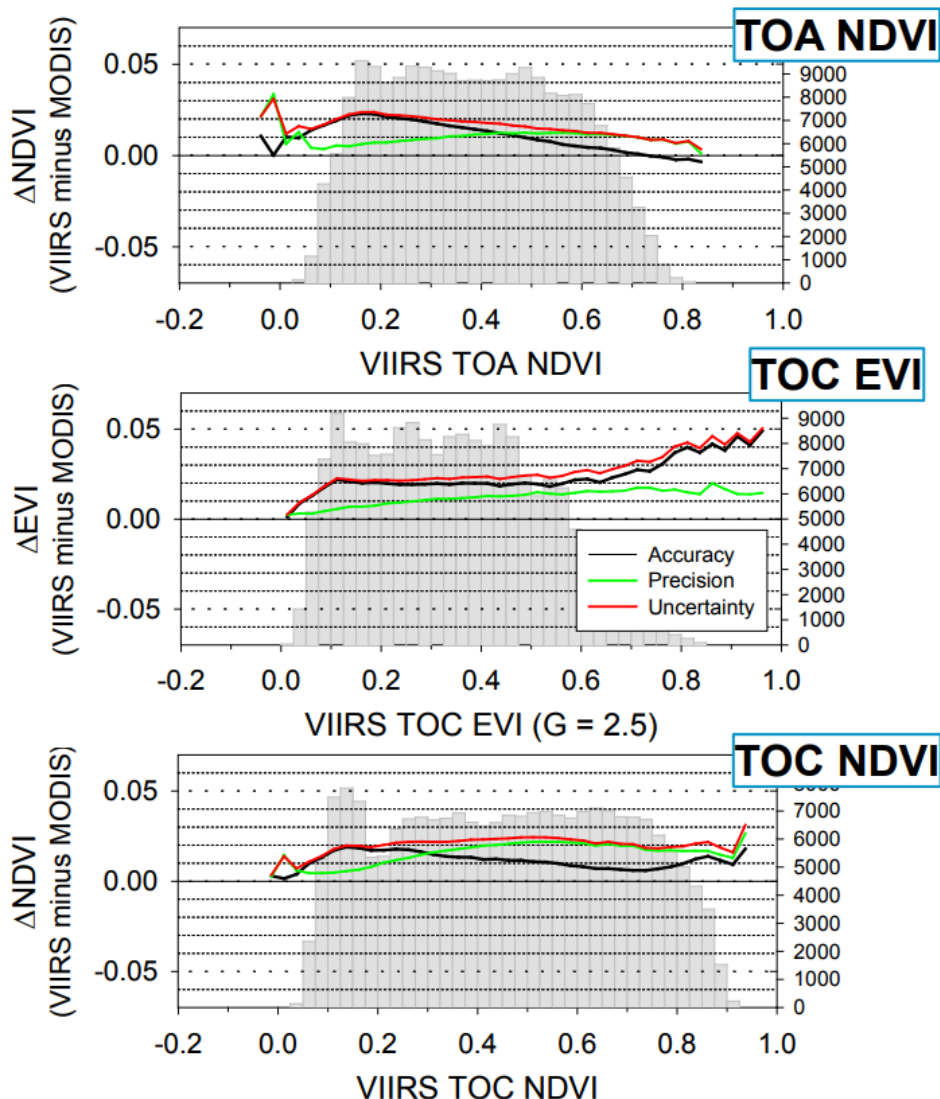 TOA NDVI
ΔNDVI
(VIIRS minus MODIS)
0.05
0.00
-0.05
9000
8000
7000
6000
5000
4000
3000
2000
1000
0
-0.2 0.0 0.2 0.4 0.6 0.8 1.0
VIIRS TOA NDVI
TOC EVI
ΔEVI
(VIIRS minus MODIS)
0.05
0.00
-0.05
9000
8000
7000
6000
5000
4000
3000
2000
1000
0
Accuracy
Precision
Uncertainty
-0.2 0.0 0.2 0.4 0.6 0.8 1.0
VIIRS TOC EVI (G = 2.5)
TOC NDVI
ΔNDVI
(VIIRS minus MODIS)
0.05
0.00
-0.05
8000
7000
6000
5000
4000
3000
2000
1000
0
-0.2 0.0 0.2 0.4 0.6 0.8 1.0
VIIRS TOC NDVI